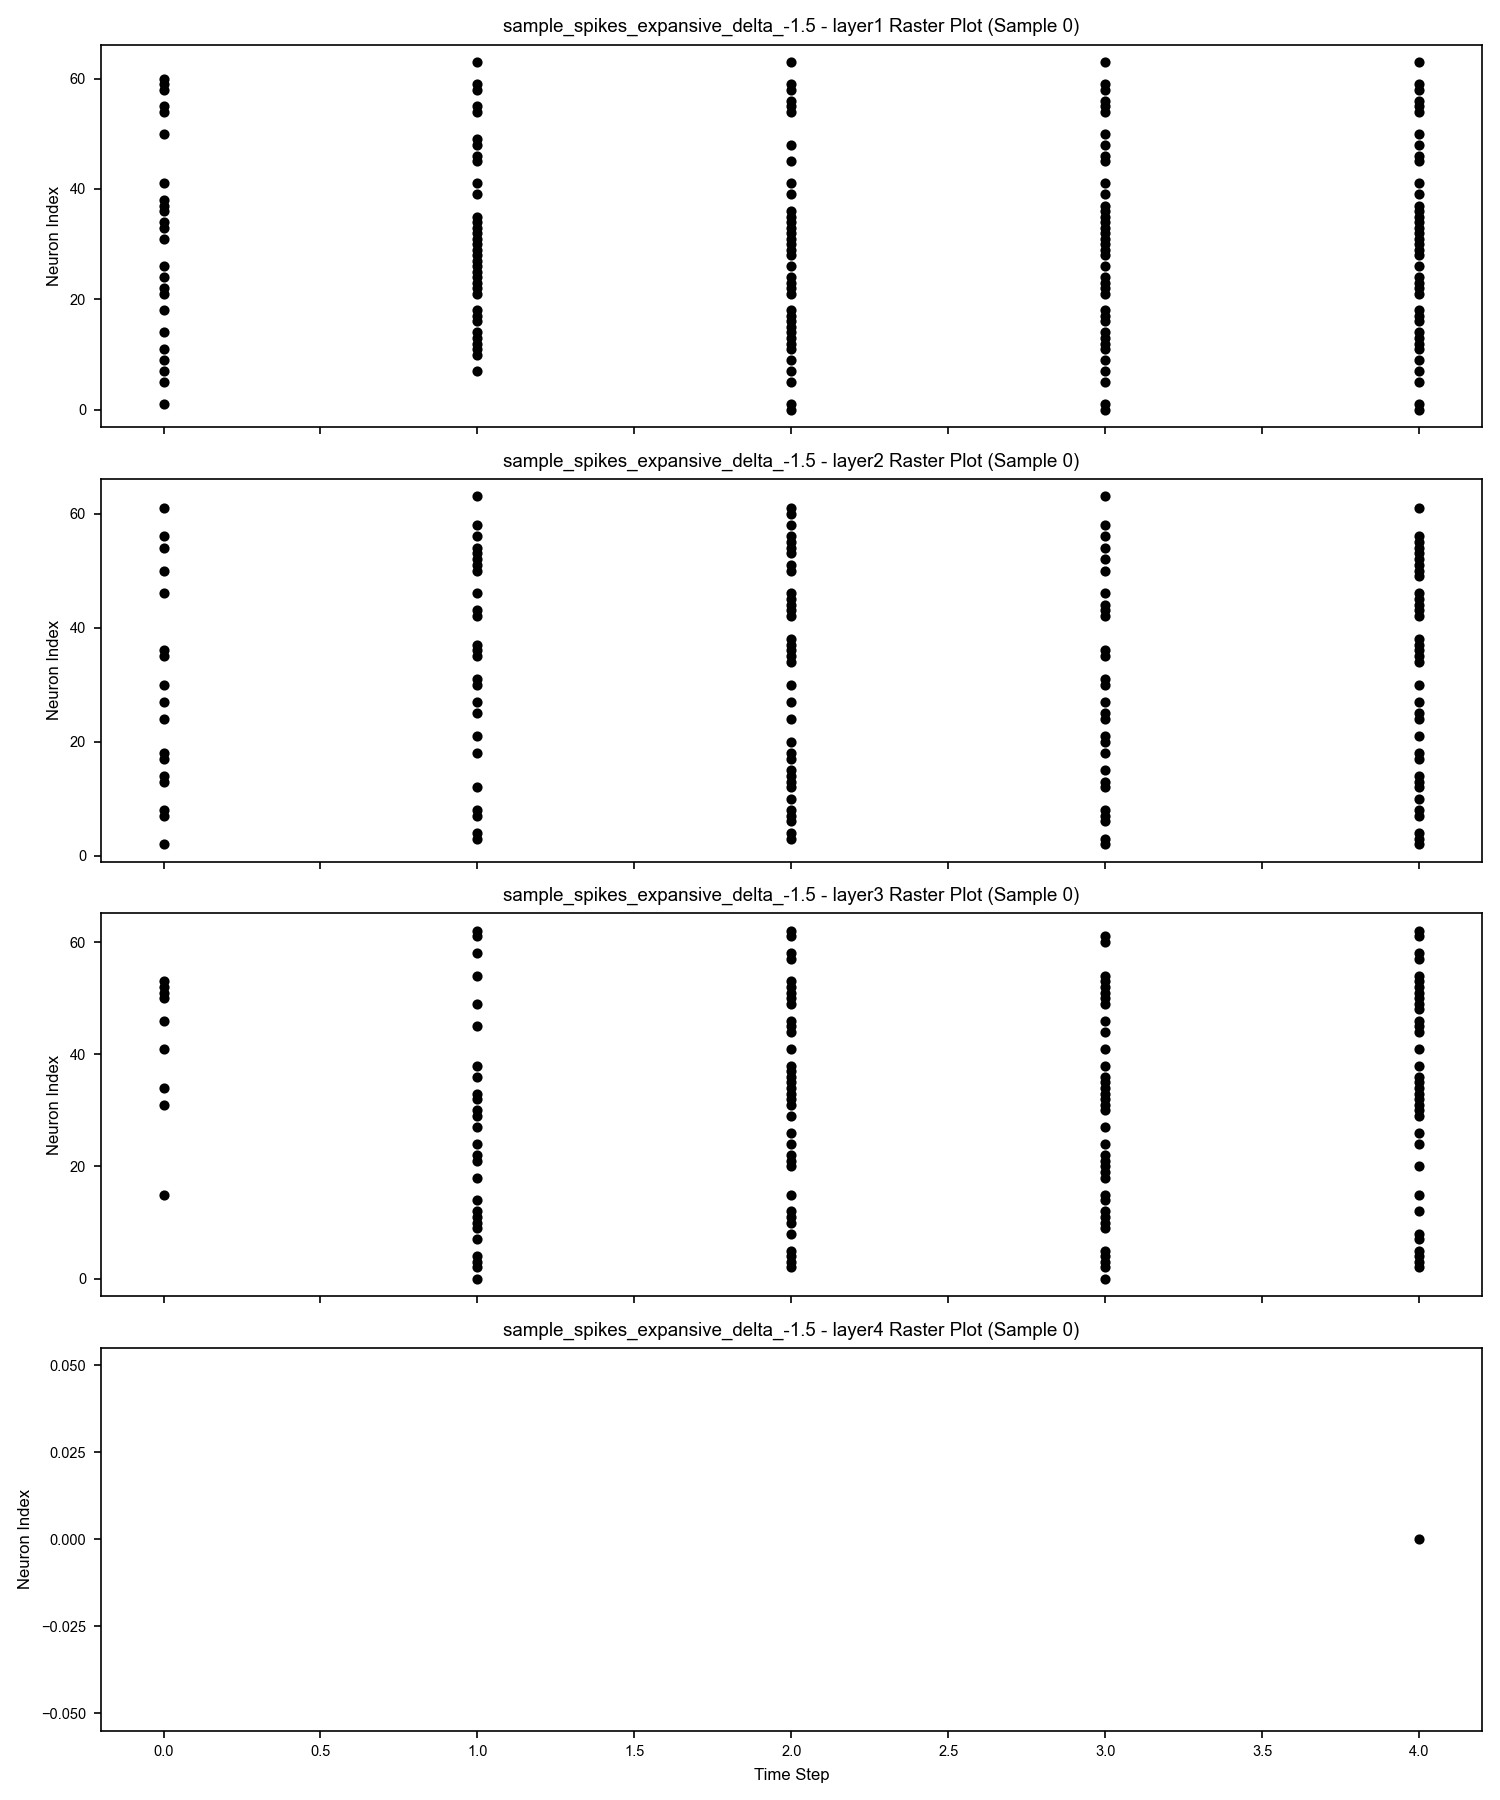 sample_spikes_expansive_delta_-1.5 - layer1 Raster Plot (Sample 0)
60
40
20
0
Neuron Index
sample_spikes_expansive_delta_-1.5 - layer2 Raster Plot (Sample 0)
60
40
20
0
Neuron Index
sample_spikes_expansive_delta_-1.5 - layer3 Raster Plot (Sample 0)
60
40
20
0
Neuron Index
sample_spikes_expansive_delta_-1.5 - layer4 Raster Plot (Sample 0)
0.050
0.025
0.000
−0.025
−0.050
Neuron Index
0.0 0.5 1.0 1.5 2.0 2.5 3.0 3.5 4.0
Time Step